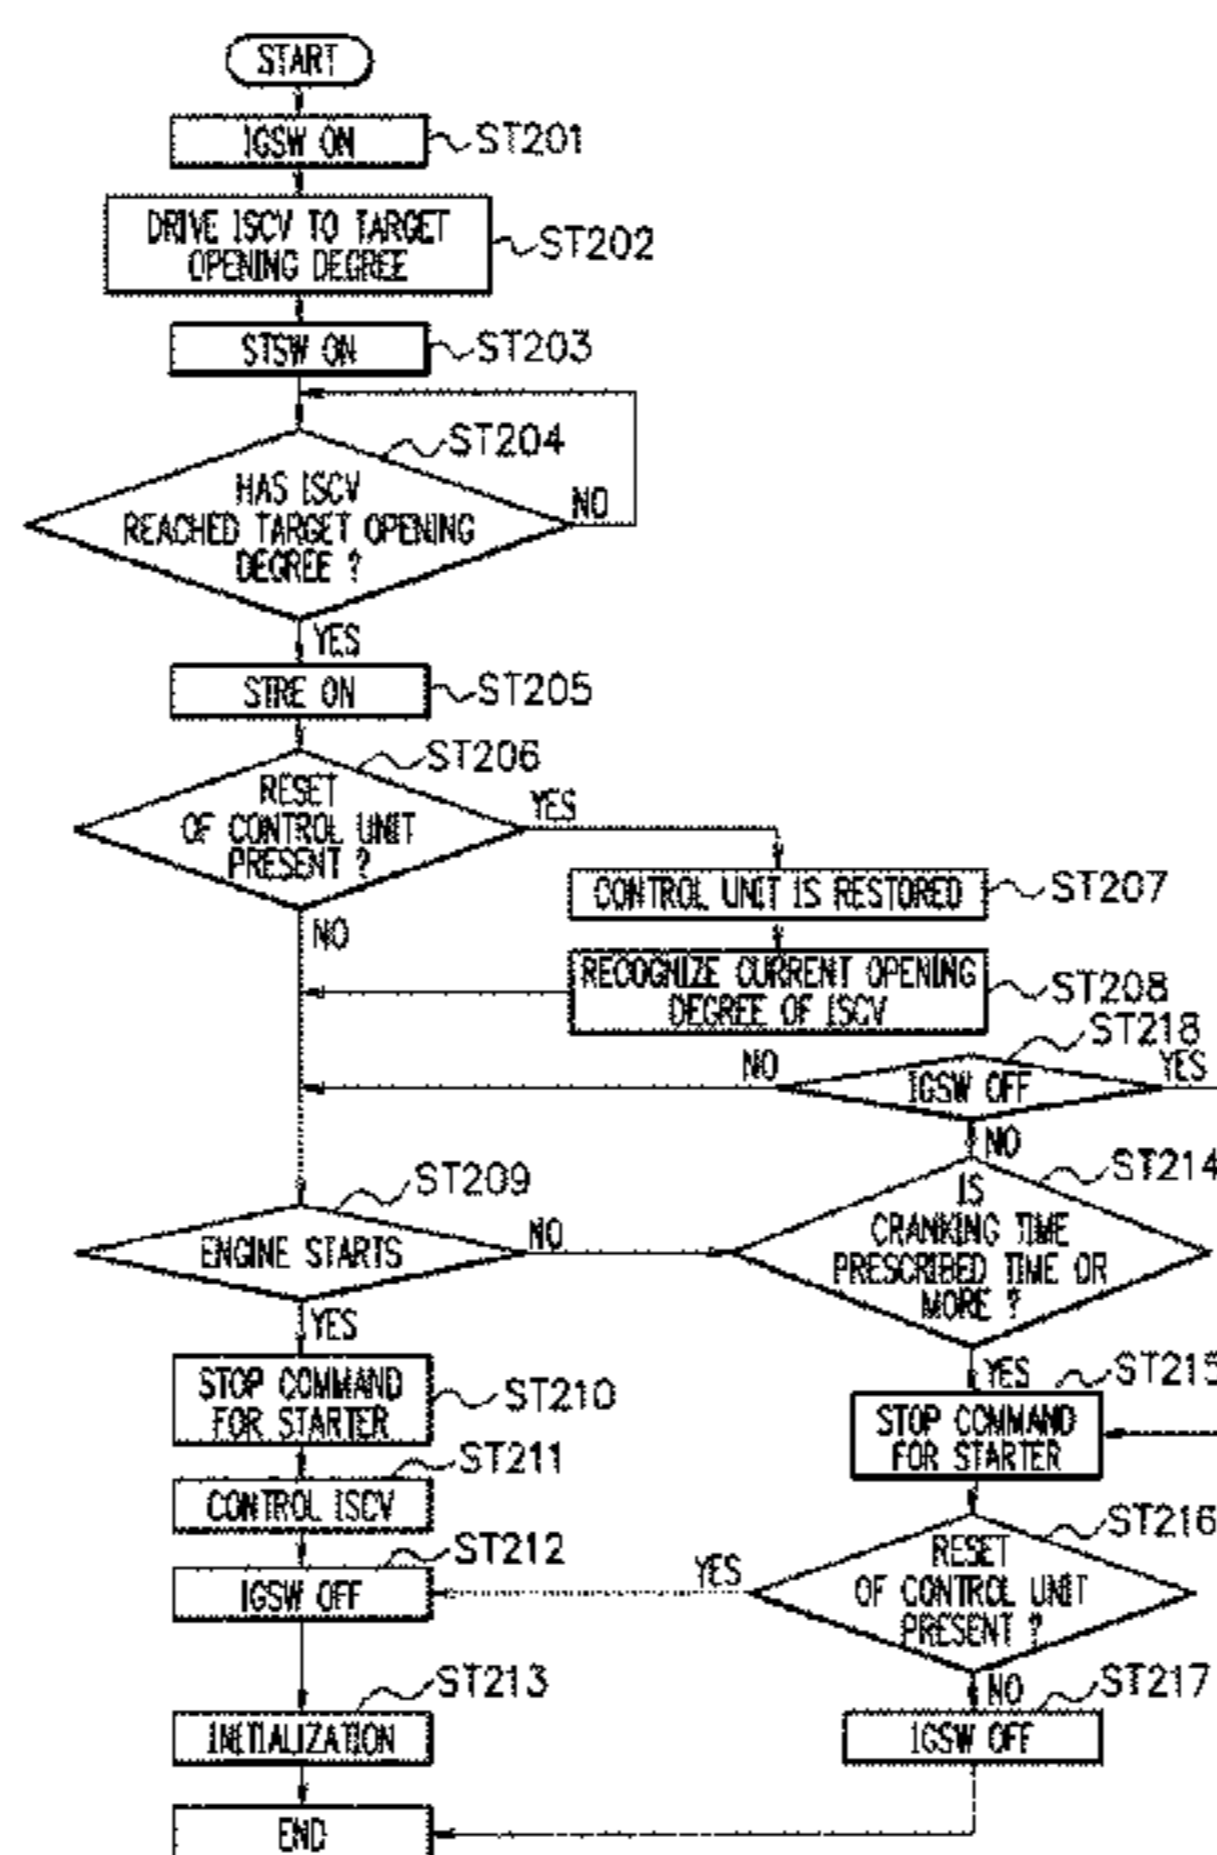 START
IGSW ON
ST201
DRIVE ISCV TO TARGET
OPENING DEGREE
ST202
STSW ON
ST203
ST204
HAS ISCV
REACHED TARGET OPENING
DEGREE ?
NO
YES
STRE ON
ST205
ST206
RESET
OF CONTROL UNIT
PRESENT ?
YES
NO
CONTROL UNIT IS RESTORED
ST207
RECOGNIZE CURRENT OPENING
DEGREE OF ISCV
ST208
ST218
NO
IGSW OFF
YES
NO
ST214
IS
CRANKING TIME
PRESCRIBED TIME OR
MORE ?
ST209
ENGINE STARTS
NO
YES
STOP COMMAND
FOR STARTER
ST210
YES
ST215
STOP COMMAND
FOR STARTER
ST211
CONTROL ISCV
ST212
IGSW OFF
YES
ST216
RESET
OF CONTROL UNIT
PRESENT ?
NO
ST217
IGSW OFF
ST213
INITIALIZATION
END